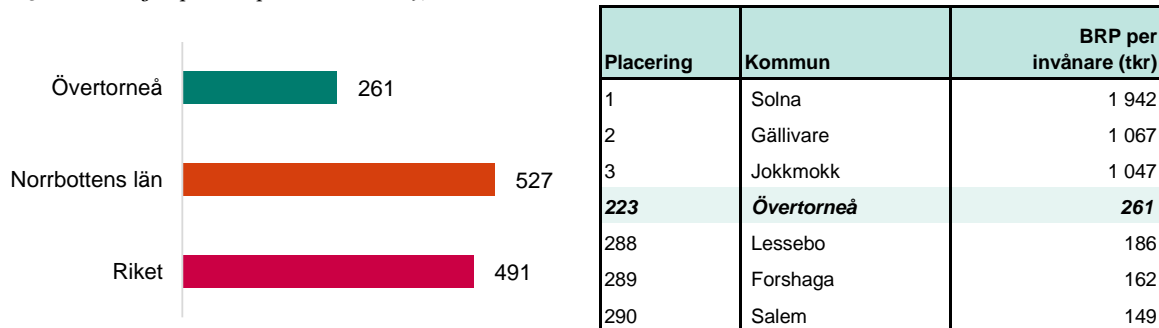 Övertorneå 261
Norrbottens län 527
Riket 491
BRP per
Placering Kommun invånare (tkr)
1 Solna 1 942
2 Gällivare 1 067
3 Jokkmokk 1 047
223 Övertorneå 261
288 Lessebo 186
289 Forshaga 162
290 Salem 149